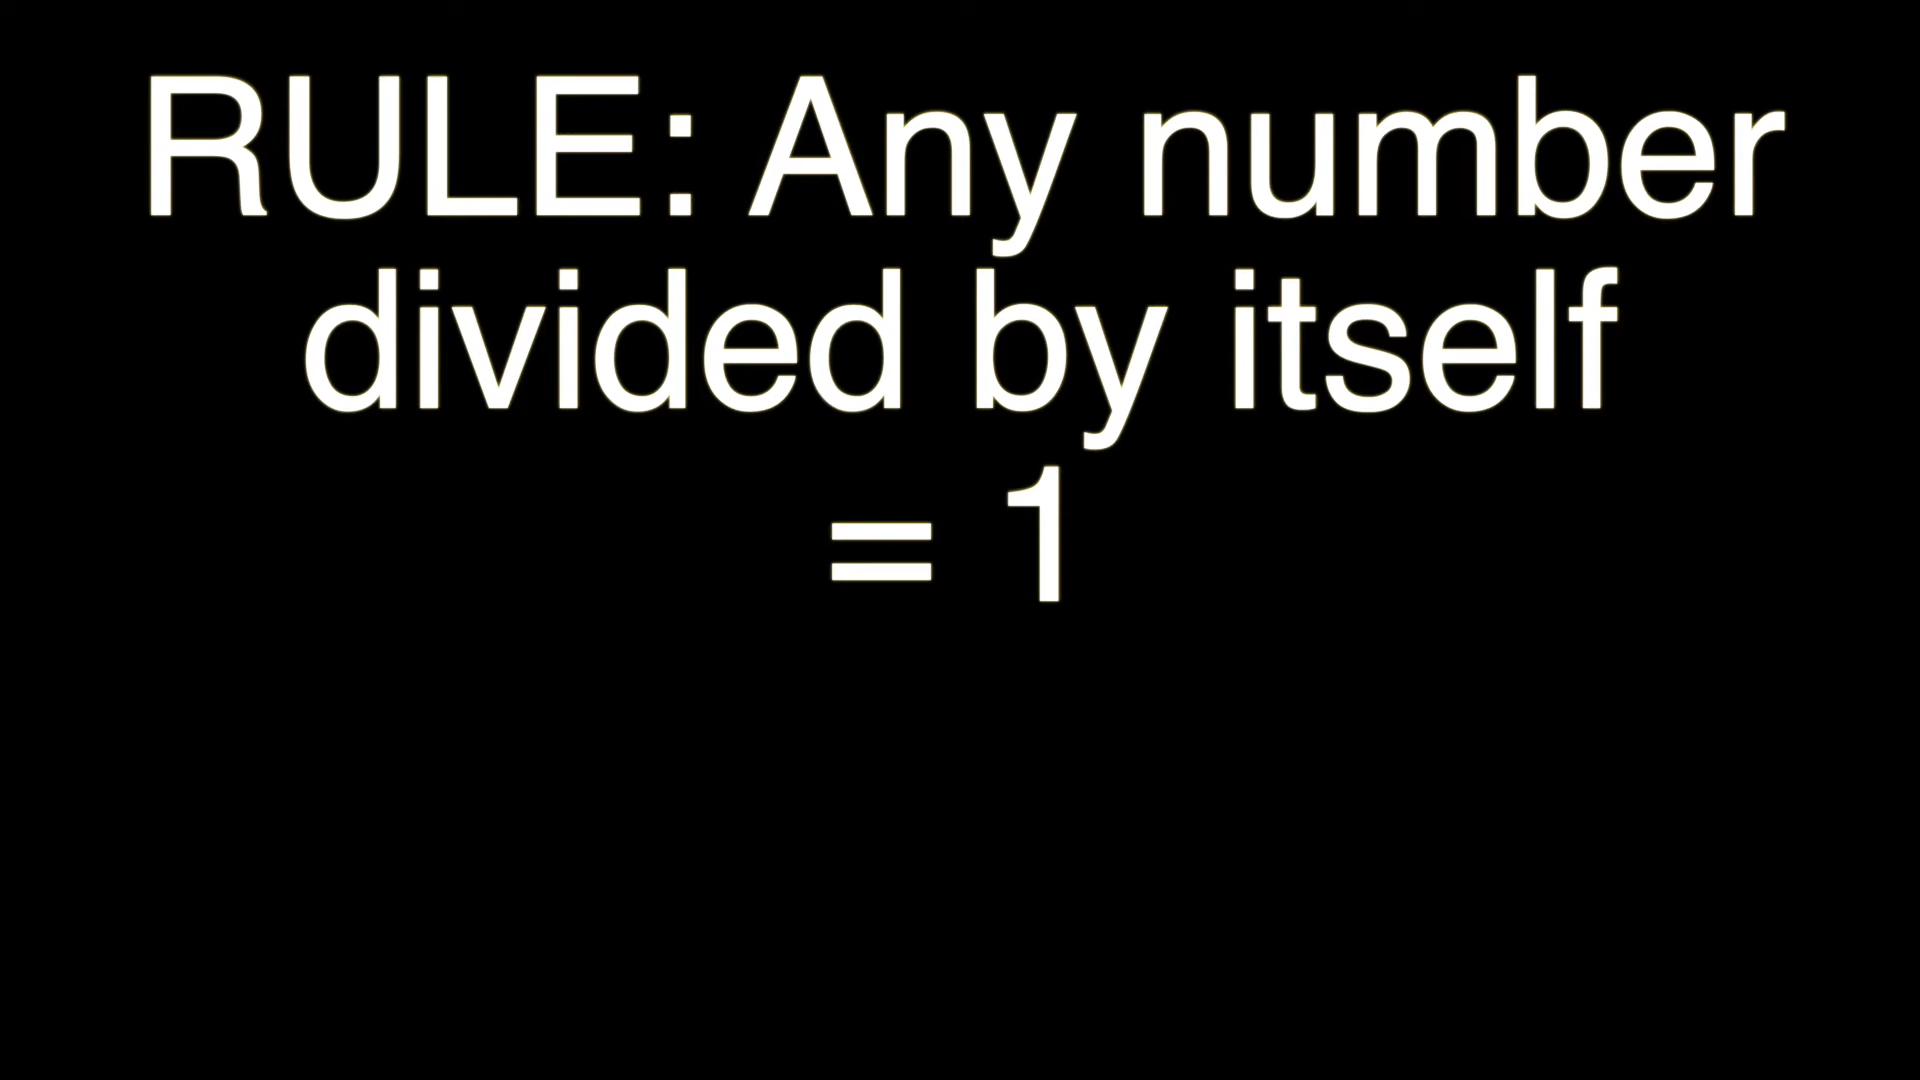 RULE: Any number
divided by itself
= 1